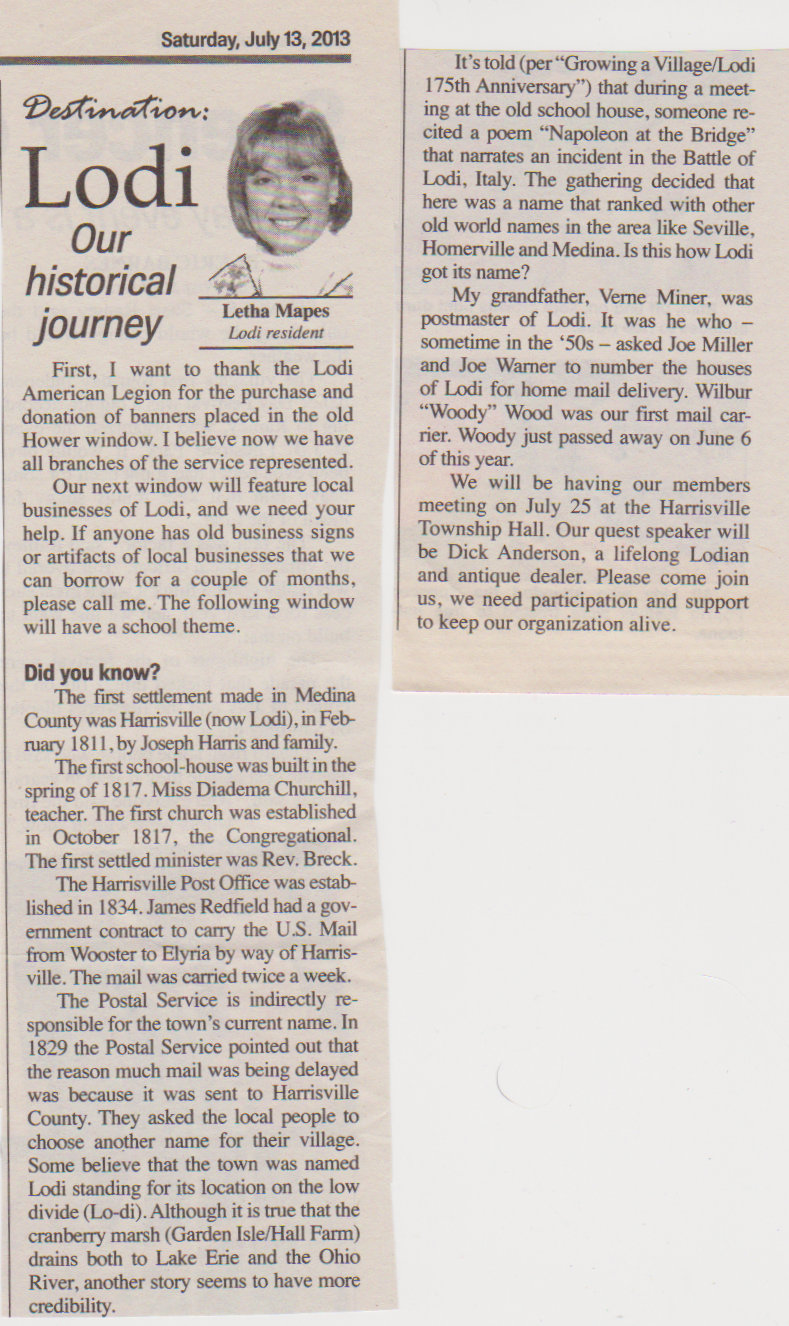 Saturday, July 13, 2013
Destination:
Lodi
Our
historical
journey
Letha Mapes
Lodi resident
First, I want to thank the Lodi
American Legion for the purchase and
donation of banners placed in the old
Hower window. I believe now we have
all branches of the service represented.
Our next window will feature local
businesses of Lodi, and we need your
help. If anyone has old business signs
or artifacts of local businesses that we
can borrow for a couple of months,
please call me. The following window
will have a school theme.
Did you know?
The first settlement made in Medina
County was Harrisville (now Lodi), in Feb-
ruary 1811, by Joseph Harris and family.
The first school-house was built in the
spring of 1817. Miss Diadema Churchill,
teacher. The first church was established
in October 1817, the Congregational.
The first settled minister was Rev. Breck.
The Harrisville Post Office was estab-
lished in 1834. James Redfield had a gov-
ernment contract to carry the U.S. Mail
from Wooster to Elyria by way of Harris-
ville. The mail was carried twice a week.
The Postal Service is indirectly re-
sponsible for the town's current name. In
1829 the Postal Service pointed out that
the reason much mail was being delayed
was because it was sent to Harrisville
County. They asked the local people to
choose another name for their village.
Some believe that the town was named
Lodi standing for its location on the low
divide (Lo-di). Although it is true that the
cranberry marsh (Garden Isle/Hall Farm)
drains both to Lake Erie and the Ohio
River, another story seems to have more
credibility.
It's told (per "Growing a Village/Lodi
175th Anniversary") that during a meet-
ing at the old school house, someone re-
cited a poem "Napoleon at the Bridge"
that narrates an incident in the Battle of
Lodi, Italy. The gathering decided that
here was a name that ranked with other
old world names in the area like Seville,
Homerville and Medina. Is this how Lodi
got its name?
My grandfather, Verne Miner, was
postmaster of Lodi. It was he who –
sometime in the ‘50s – asked Joe Miller
and Joe Warner to number the houses
of Lodi for home mail delivery. Wilbur
"Woody" Wood was our first mail car-
rier. Woody just passed away on June 6
of this year.
We will be having our members
meeting on July 25 at the Harrisville
Township Hall. Our quest speaker will
be Dick Anderson, a lifelong Lodian
and antique dealer. Please come join
us, we need participation and support
to keep our organization alive.